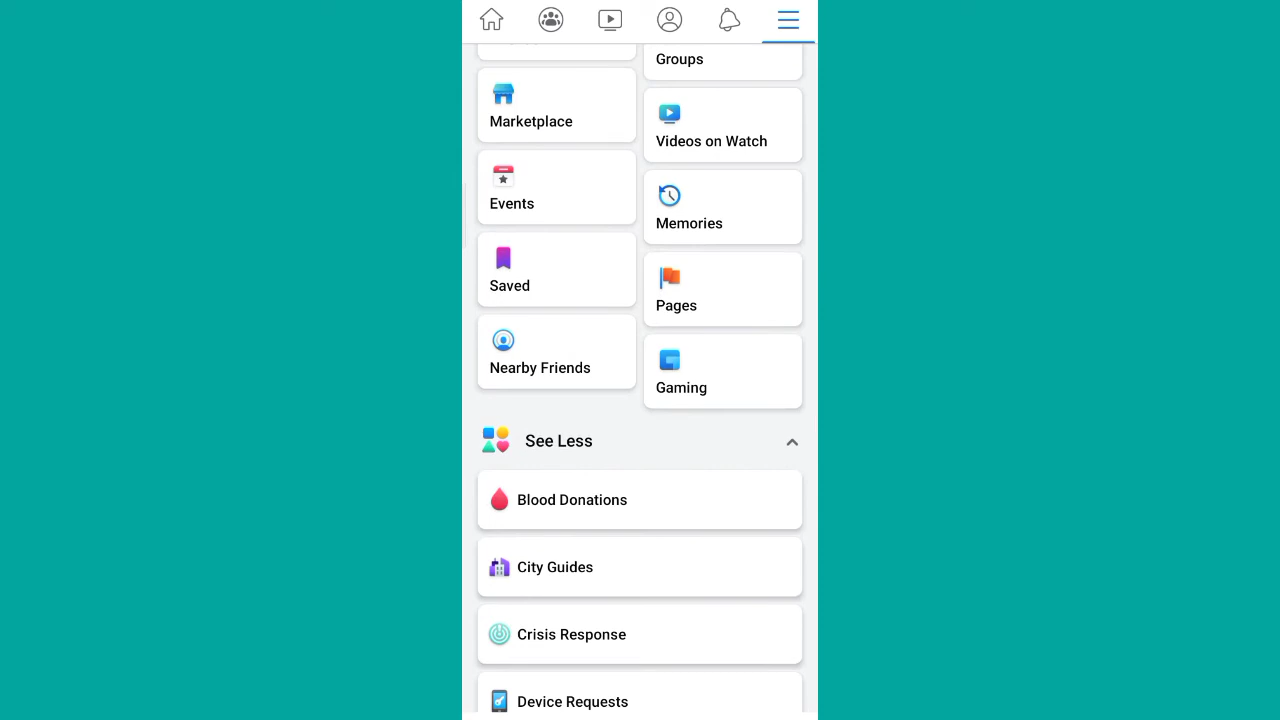 Groups
Marketplace
Videos on Watch
Events
Memories
Saved
Pages
Nearby Friends
Gaming
See Less
Blood Donations
City Guides
Crisis Response
Device Requests